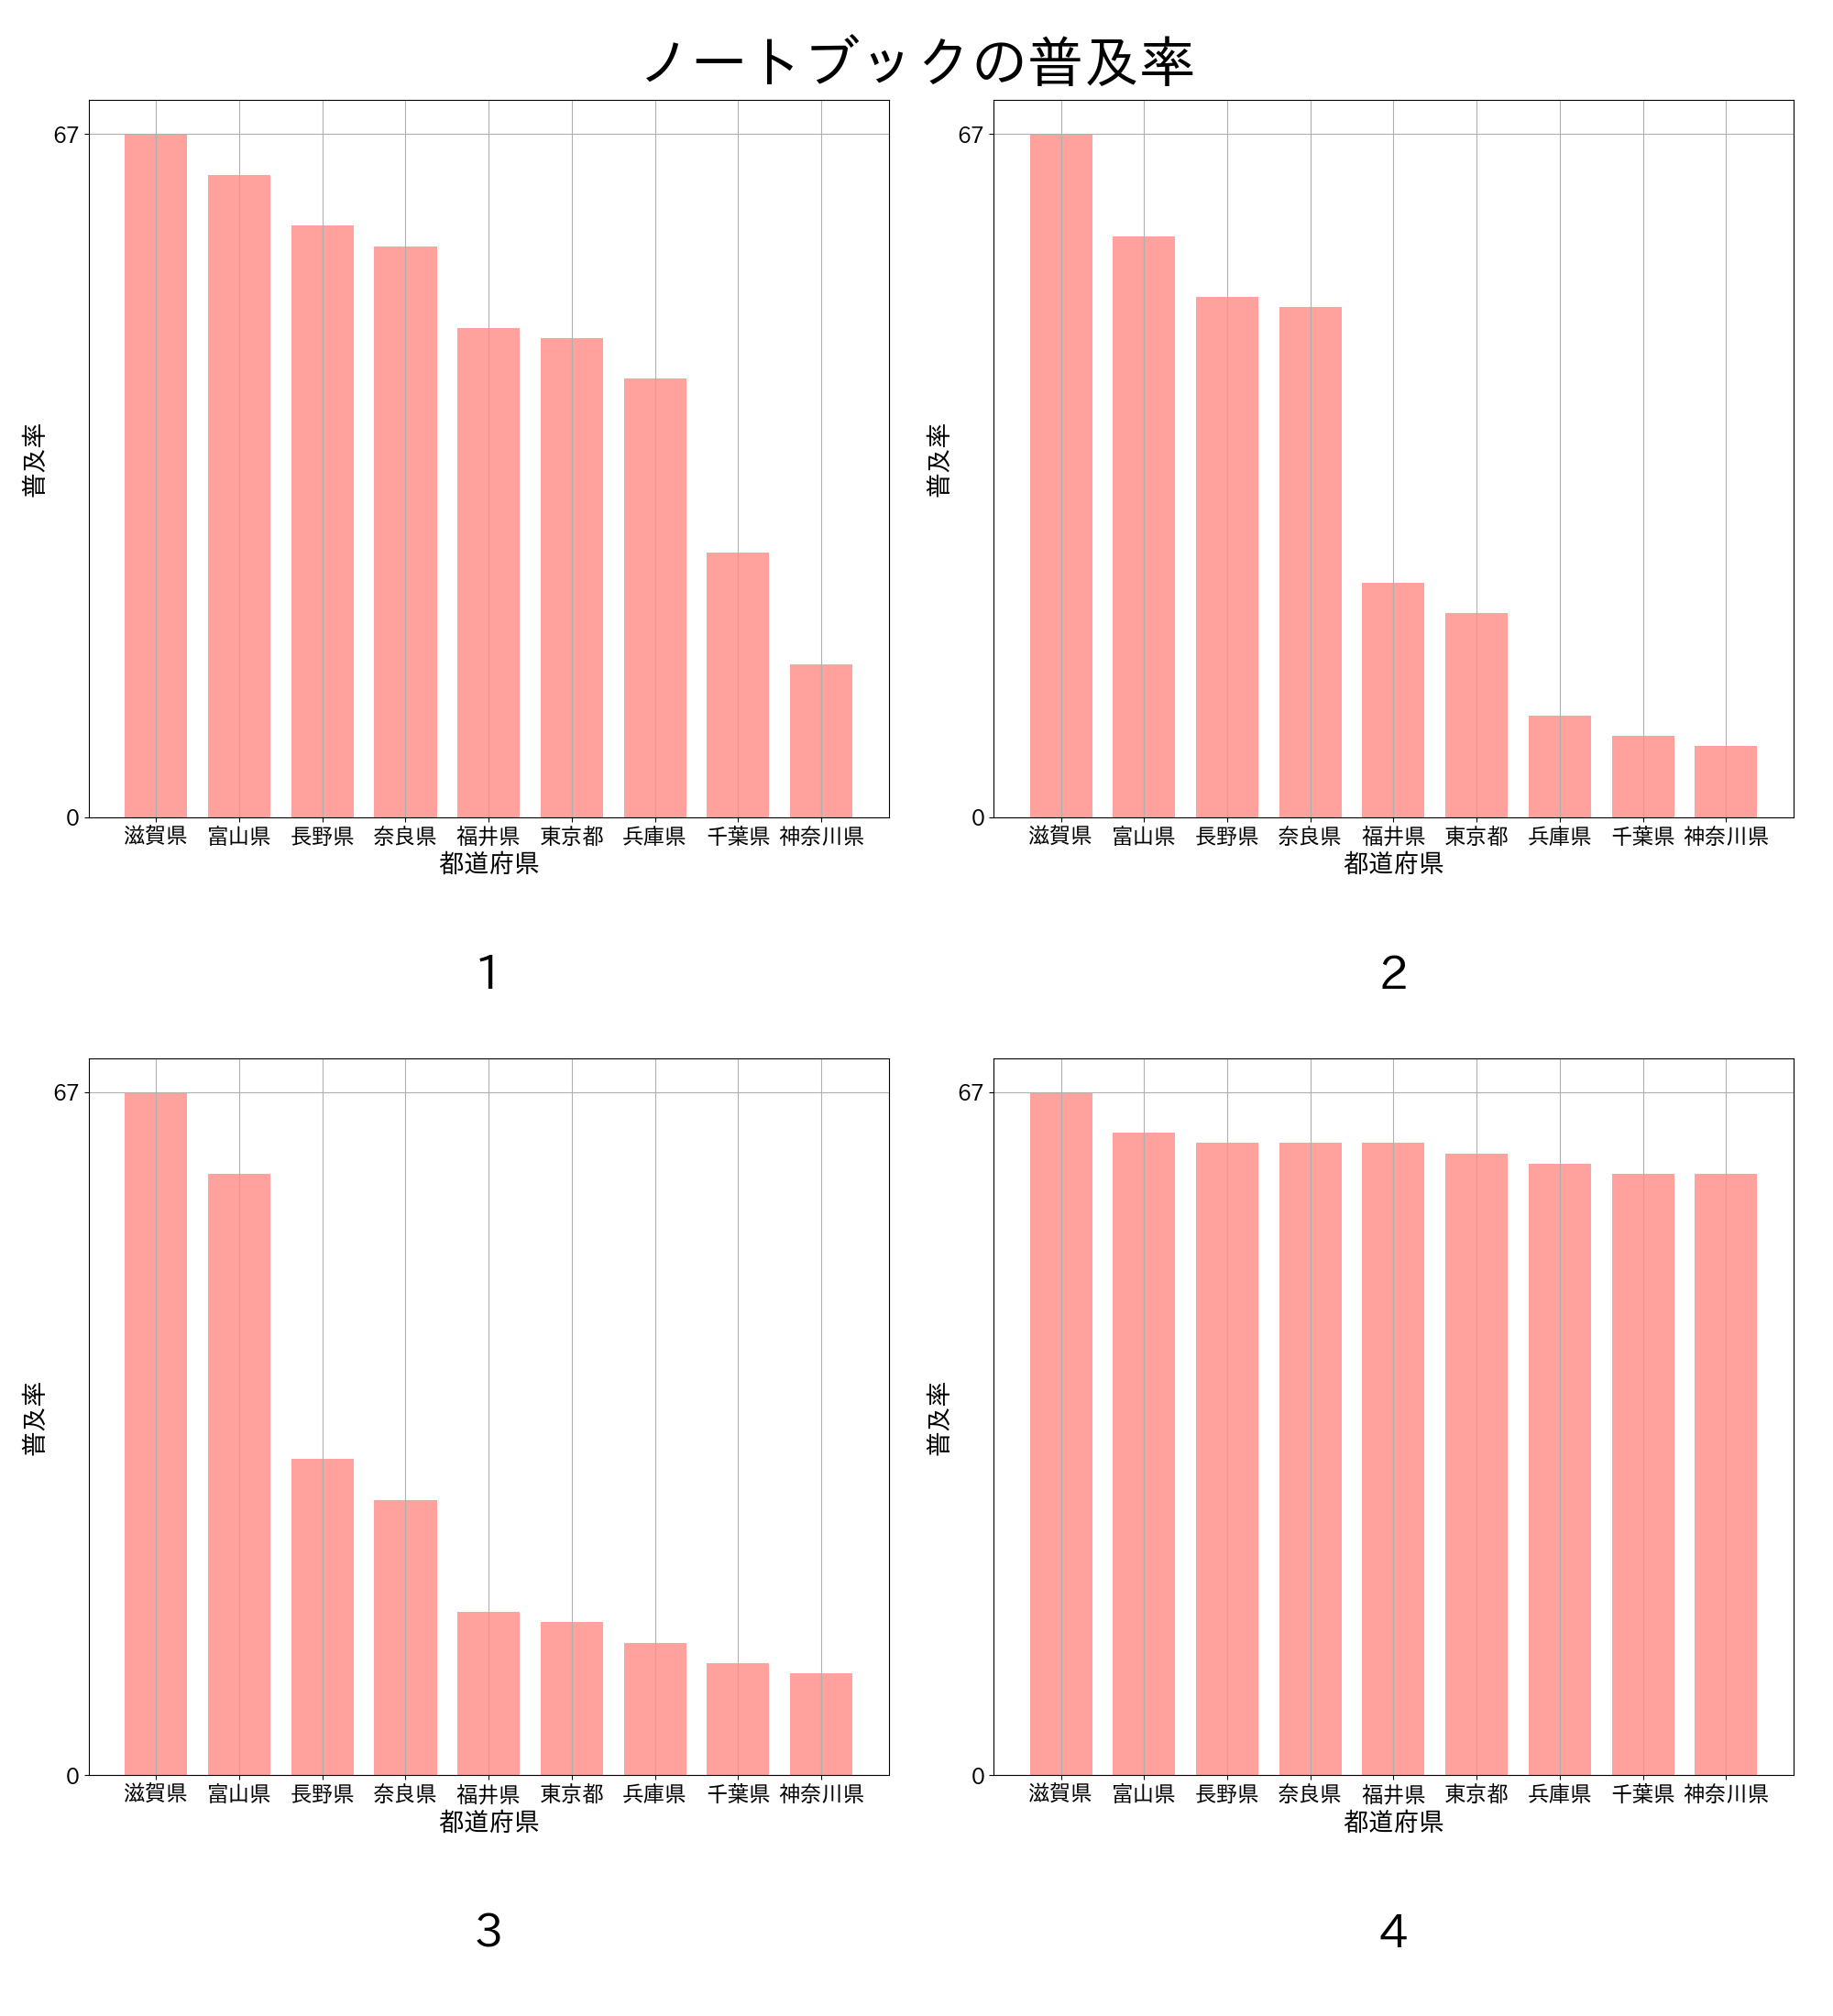 ノートブックの普及率
67
0
普及率
滋賀県 富山県 長野県 奈良県 福井県 東京都 兵庫県 千葉県 神奈川県
都道府県
1
67
0
普及率
滋賀県 富山県 長野県 奈良県 福井県 東京都 兵庫県 千葉県 神奈川県
都道府県
2
67
0
普及率
滋賀県 富山県 長野県 奈良県 福井県 東京都 兵庫県 千葉県 神奈川県
都道府県
3
67
0
普及率
滋賀県 富山県 長野県 奈良県 福井県 東京都 兵庫県 千葉県 神奈川県
都道府県
4